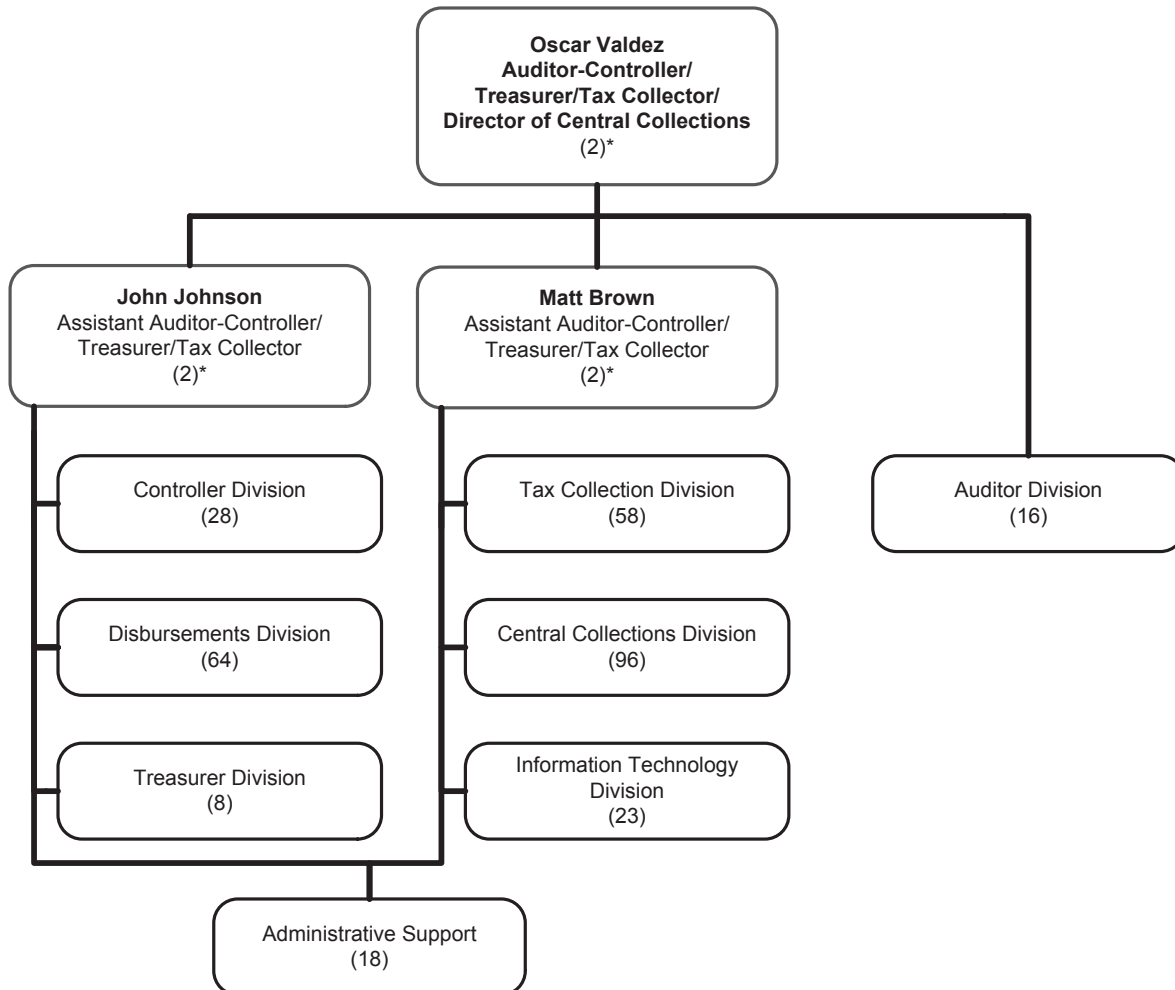 Oscar Valdez
Auditor-Controller/
Treasurer/Tax Collector/
Director of Central Collections
(2)*
John Johnson
Assistant Auditor-Controller/
Treasurer/Tax Collector
(2)*
Matt Brown
Assistant Auditor-Controller/
Treasurer/Tax Collector
(2)*
Controller Division
(28)
Tax Collection Division
(58)
Auditor Division
(16)
Disbursements Division
(64)
Central Collections Division
(96)
Treasurer Division
(8)
Information Technology
Division
(23)
Administrative Support
(18)